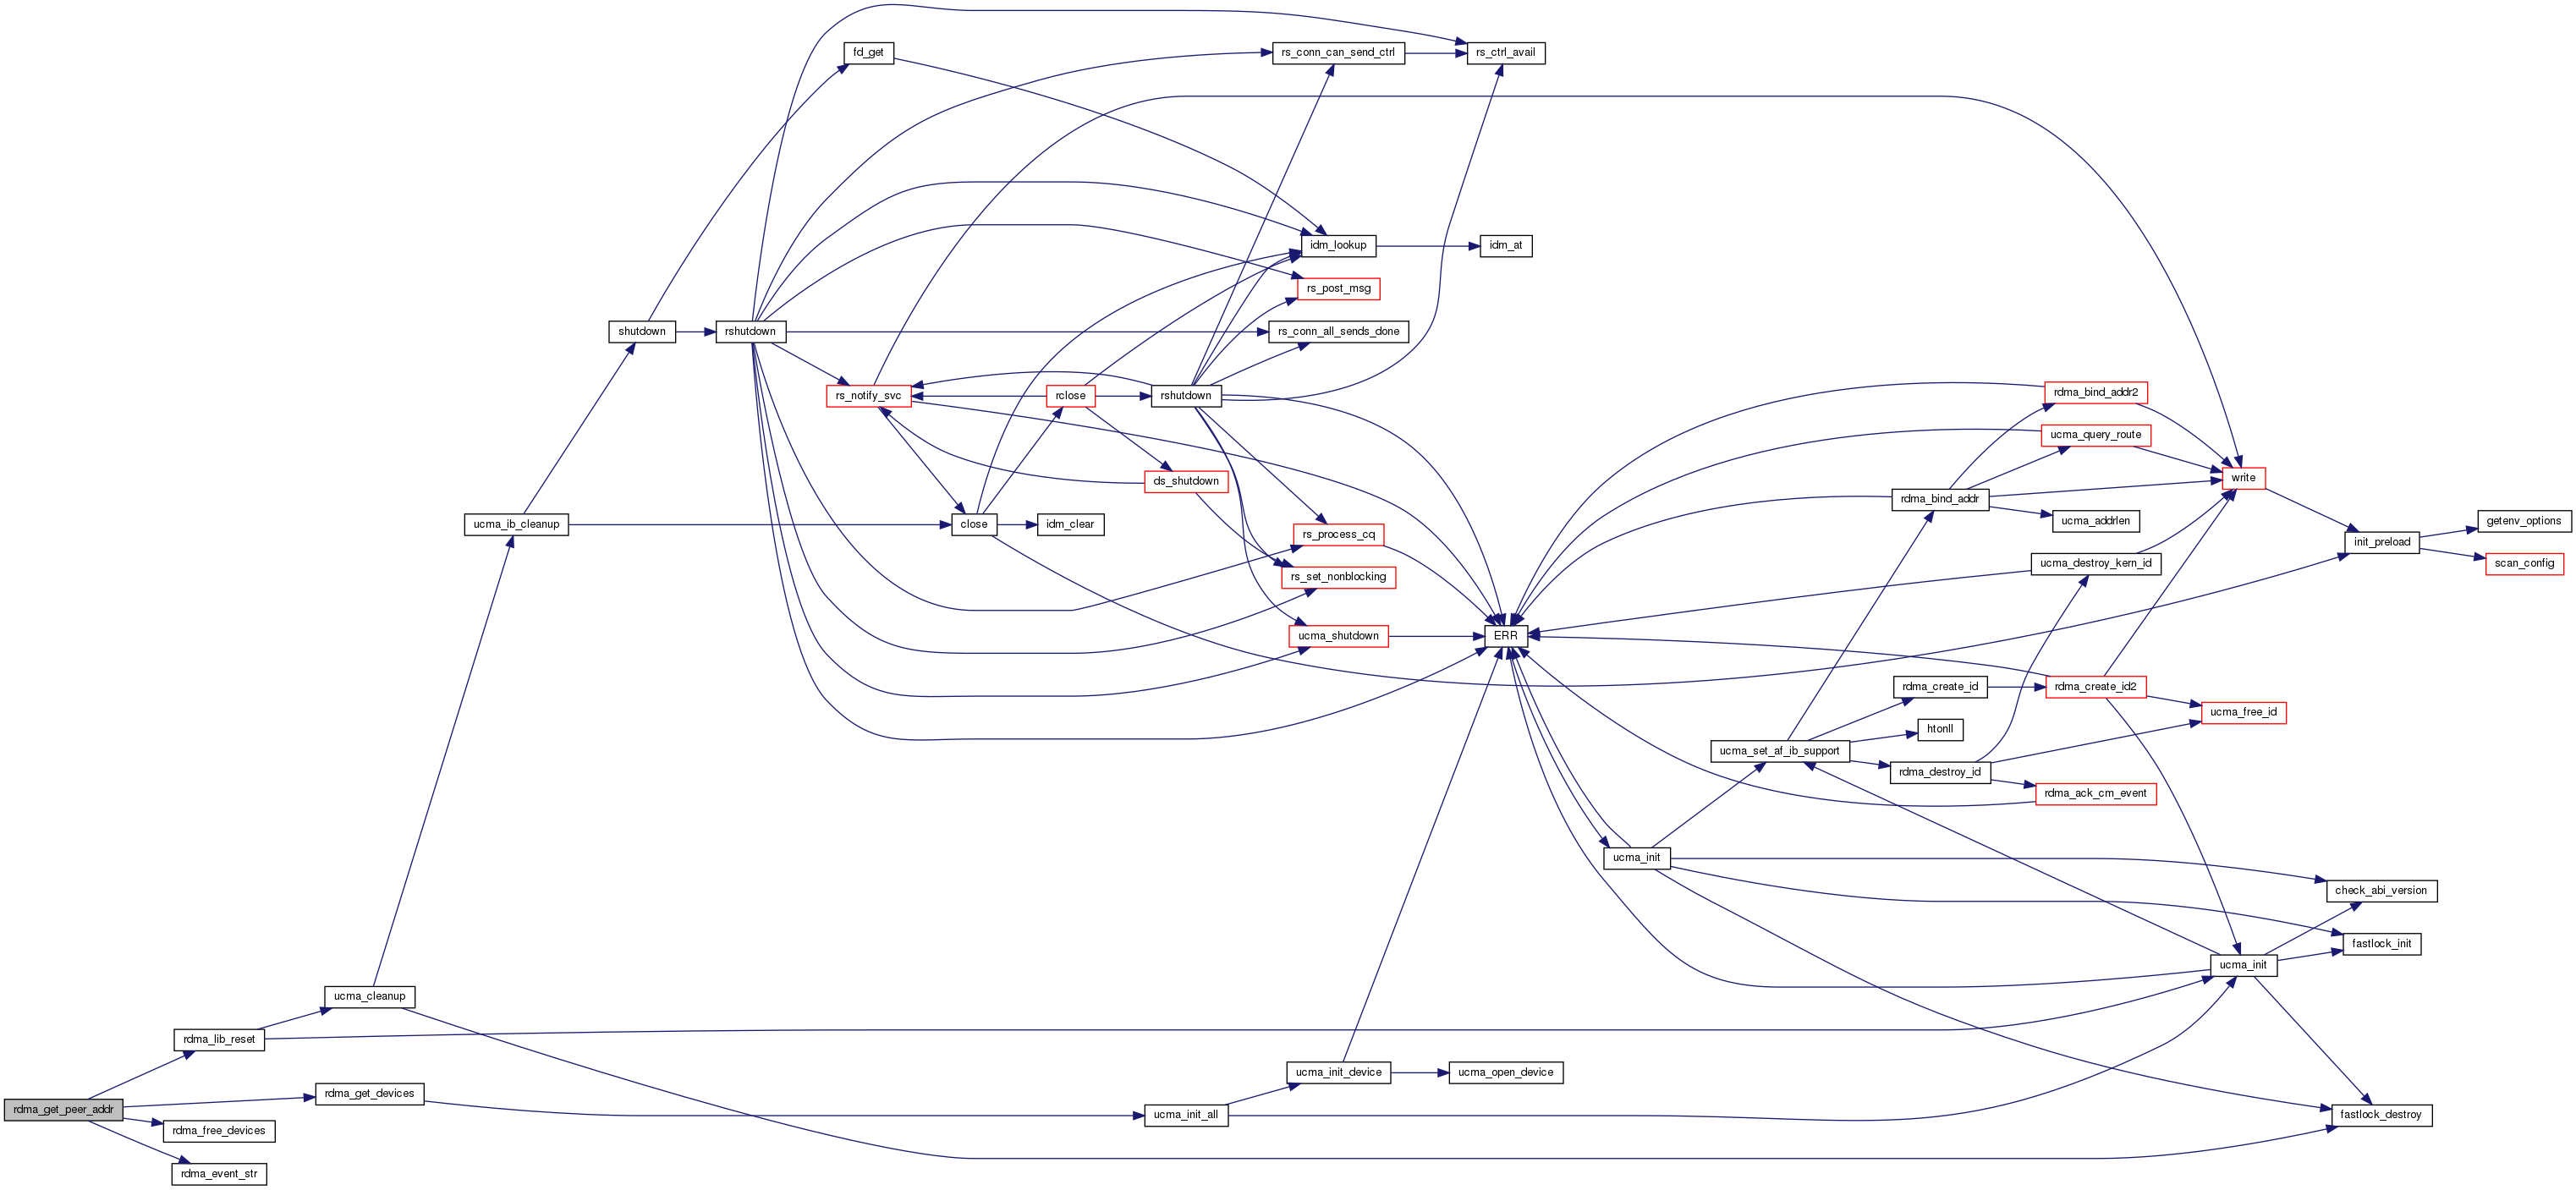 fd_get
rs_conn_can_send_ctrl
rs_ctrl_avail
idm_lookup
idm_at
rs_post_msg
shutdown
rshutdown
rs_conn_all_sends_done
rs_notify_svc
rclose
rshutdown
rdma_bind_addr2
ucma_query_route
ds_shutdown
write
rdma_bind_addr
ucma_ib_cleanup
close
idm_clear
ucma_addrlen
getenv_options
rs_process_cq
init_preload
ucma_destroy_kern_id
scan_config
rs_set_nonblocking
ucma_shutdown
ERR
rdma_create_id
rdma_create_id2
ucma_free_id
htonll
ucma_set_af_ib_support
rdma_destroy_id
rdma_ack_cm_event
ucma_init
check_abi_version
fastlock_init
ucma_init
ucma_cleanup
rdma_lib_reset
ucma_init_device
ucma_open_device
rdma_get_devices
rdma_get_peer_addr
ucma_init_all
fastlock_destroy
rdma_free_devices
rdma_event_str